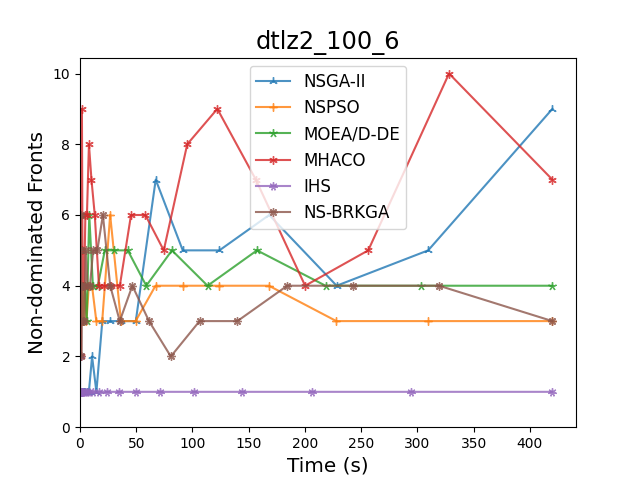 dtlz2_100_6
Non-dominated Fronts
10
8
6
4
2
0
NSGA-II
NSPSO
MOEA/D-DE
MHACO
IHS
NS-BRKGA
0 50 100 150 200 250 300 350 400
Time (s)